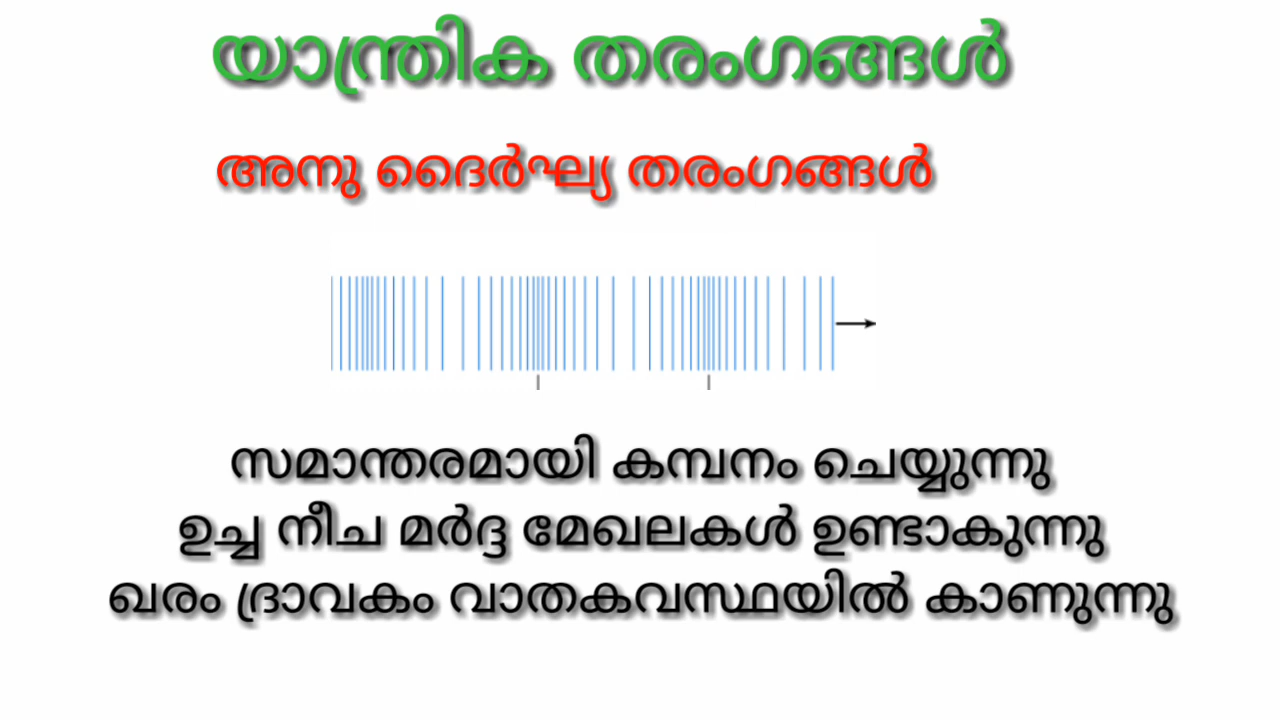 യാന്ത്രിക തരംഗങ്ങൾ
അനു ദൈർഘ്യ തരംഗങ്ങൾ
സമാന്തരമായി കമ്പനം ചെയ്യുന്നു
ഉച്ച നീച മർദ്ദ മേഖലകൾ ഉണ്ടാകുന്നു
ഖരം ദ്രാവകം വാതകവസ്ഥയിൽ കാണുന്നു